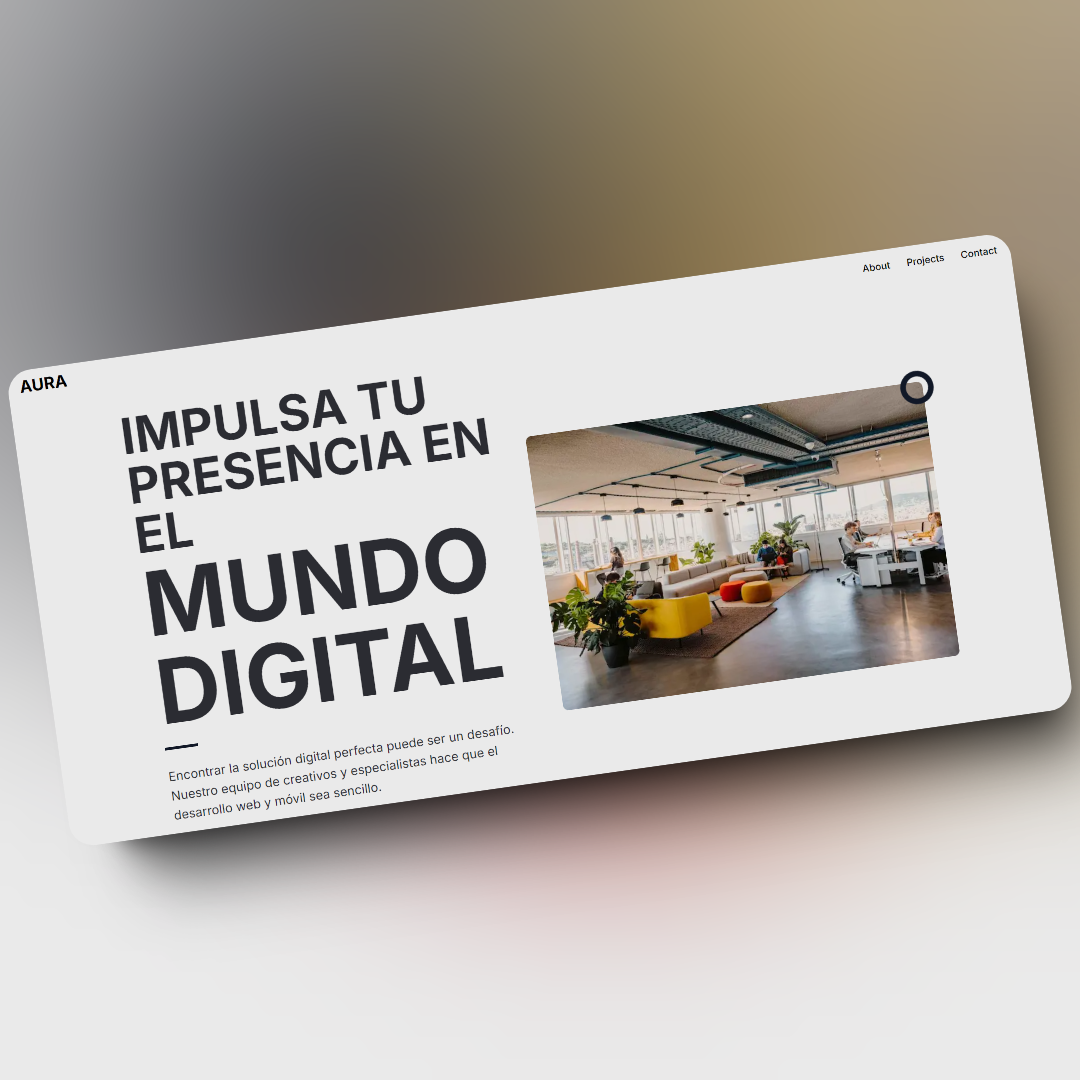 AURA
About Projects Contact
IMPULSA TU
PRESENCIA EN
EL
MUNDO
DIGITAL
Encontrar la solución digital perfecta puede ser un desafío.
Nuestro equipo de creativos y especialistas hace que el
desarrollo web y móvil sea sencillo.